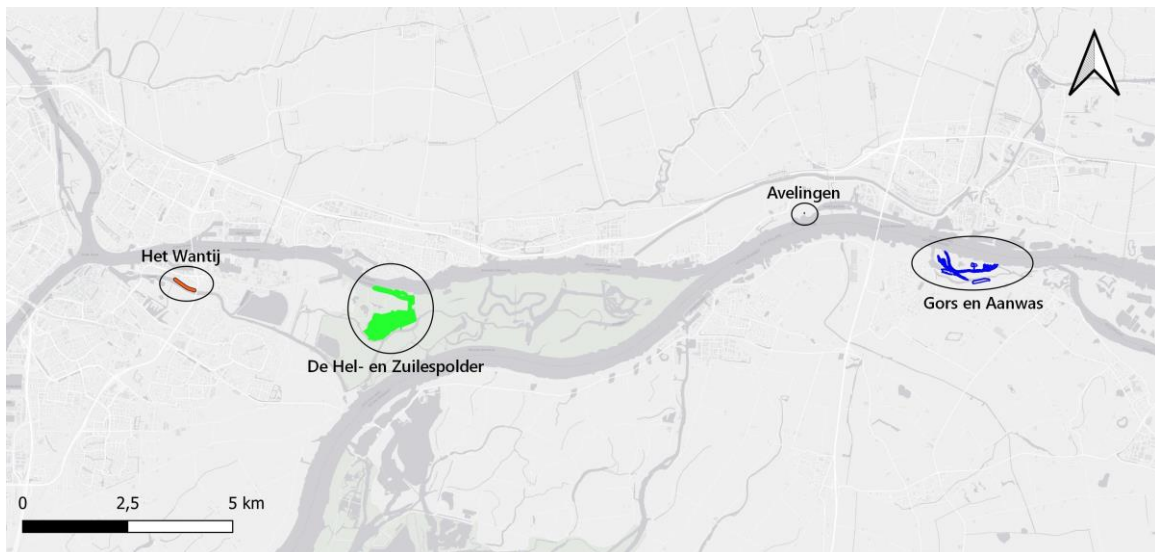 Avelingen
Het Wantij
Gors en Aanwas
De Hel- en Zuilespolder
0 2,5 5 km